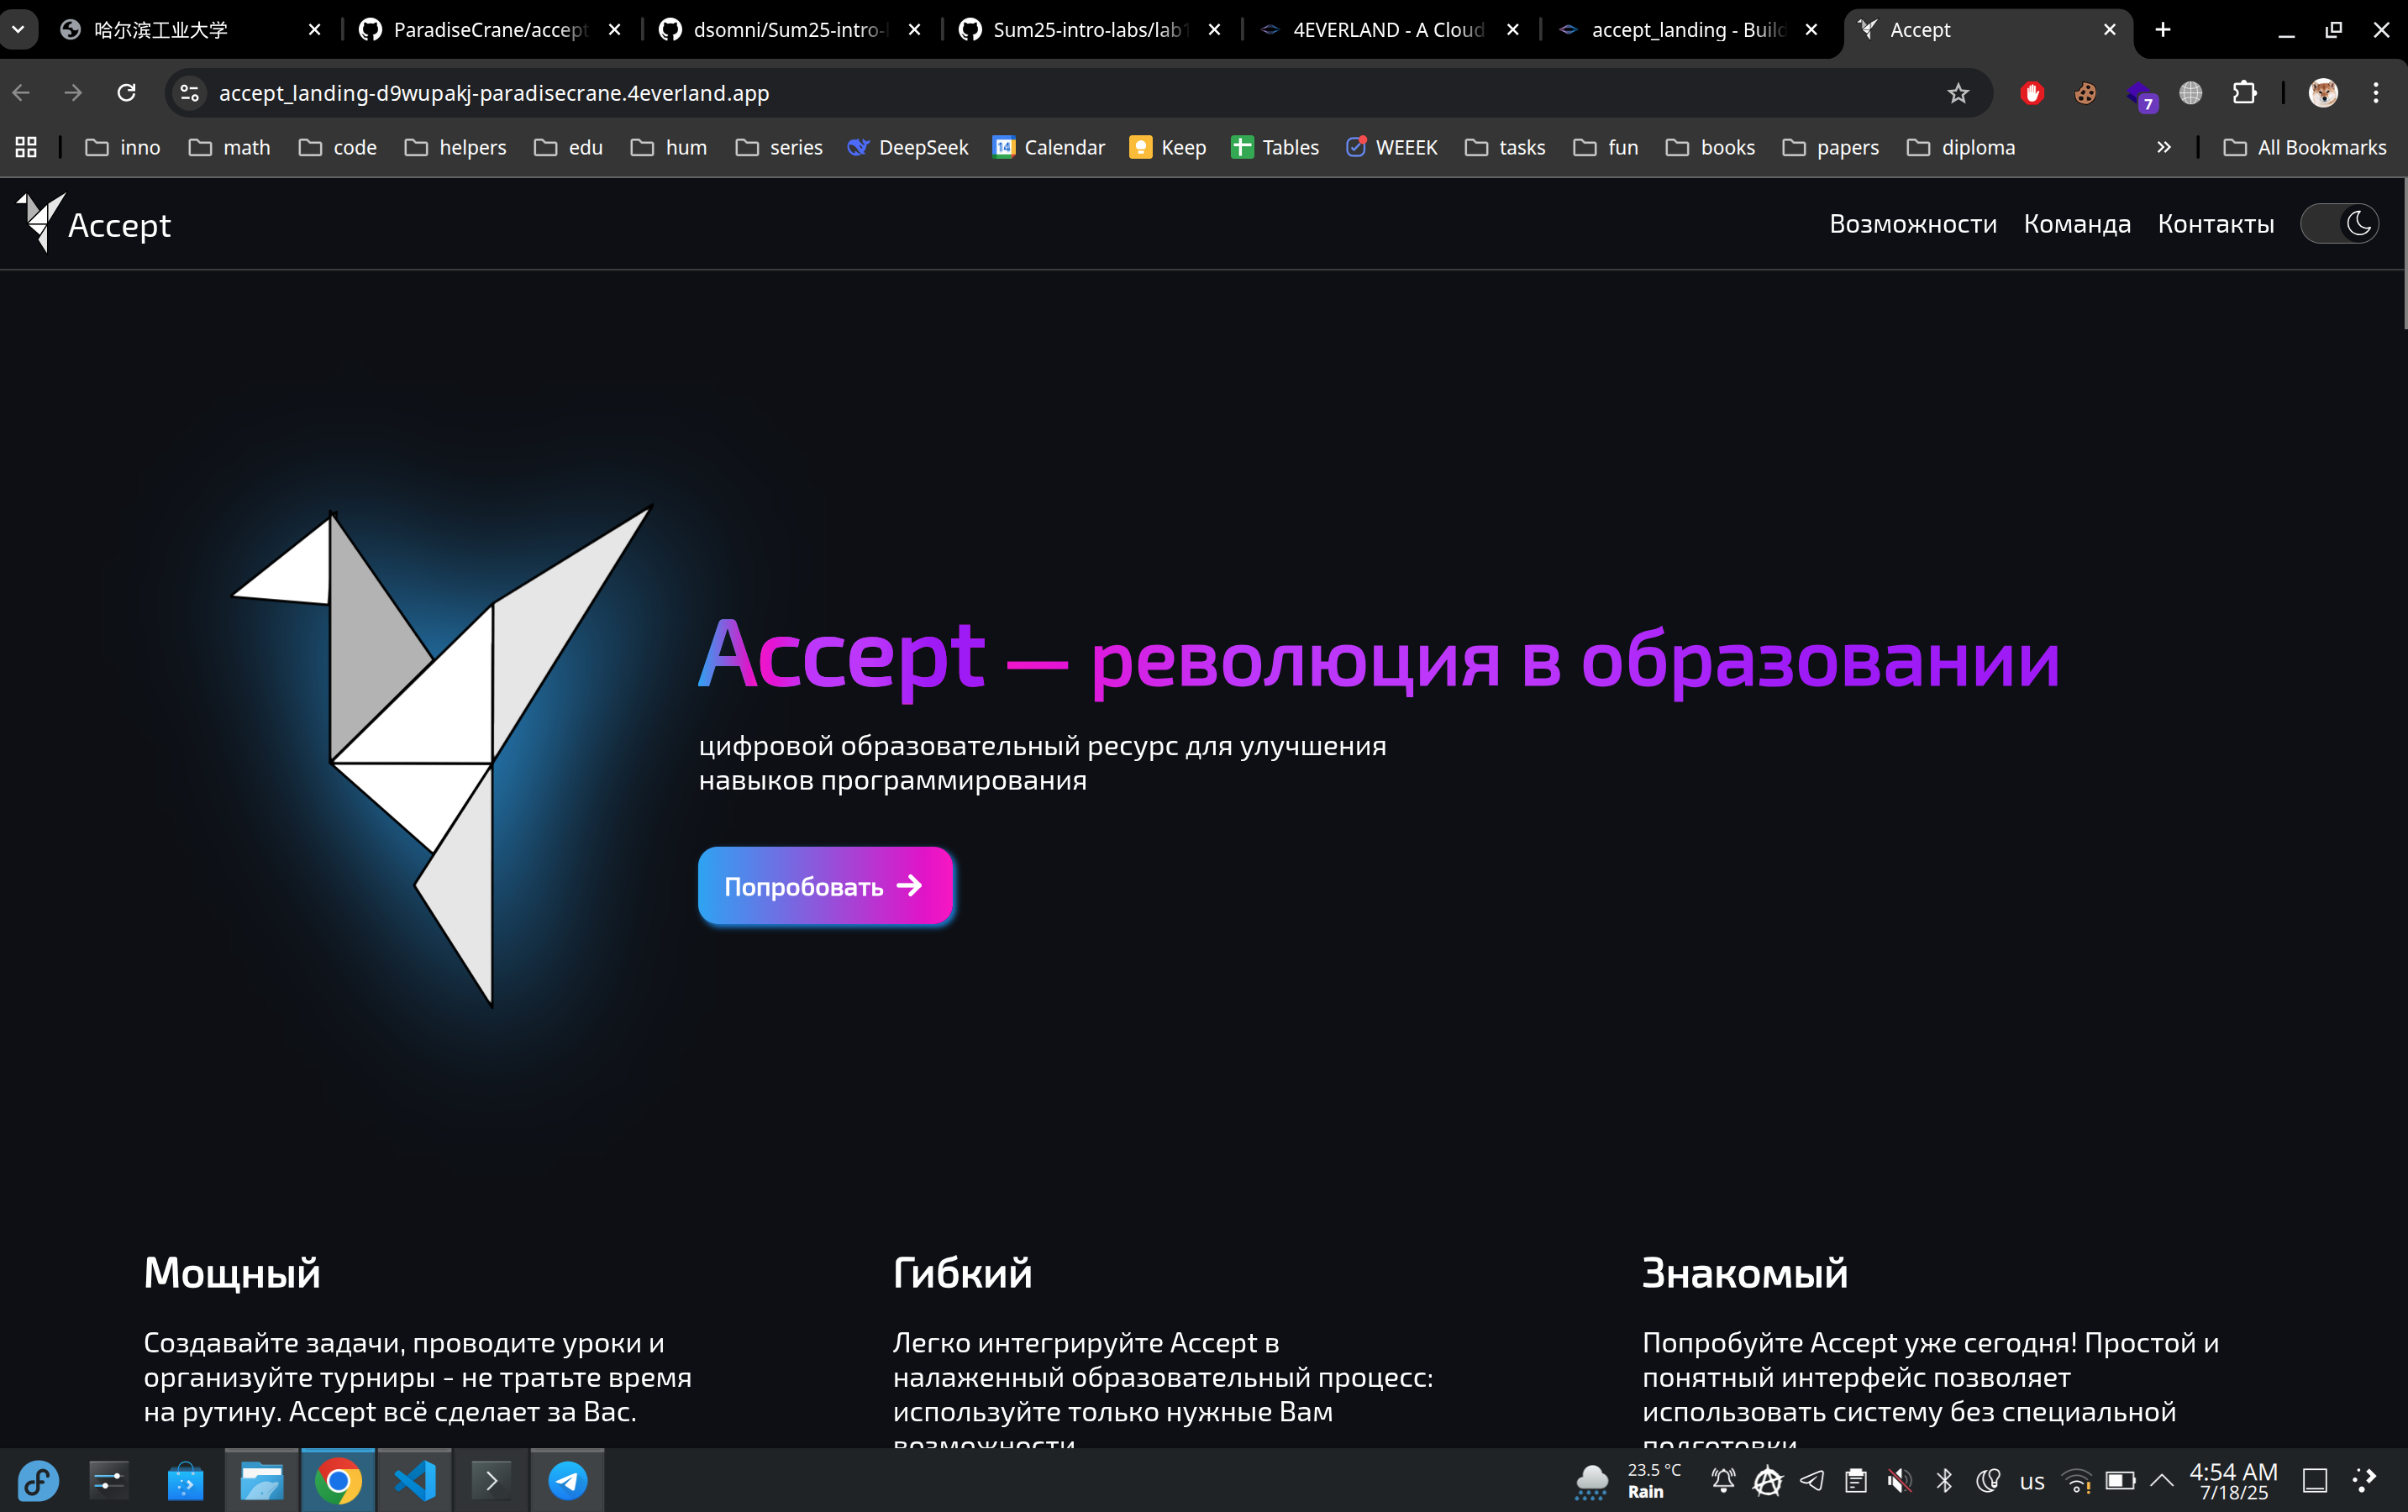 哈尔滨工业大学
ParadiseCrane/accept
dsomni/Sum25-intro-l
Sum25-intro-labs/lab1
4EVERLAND - A Cloud
accept_landing - Build
Accept
accept_landing-d9wupakj-paradisecrane.4everland.app
7
inno math code helpers edu hum series DeepSeek 14 Calendar Keep Tables WEEEK tasks fun books papers diploma All Bookmarks
Accept
Возможности Команда Контакты
Accept — революция в образовании
цифровой образовательный ресурс для улучшения
навыков программирования
Попробовать
Мощный
Создавайте задачи, проводите уроки и
организуйте турниры - не тратьте время
на рутину. Accept всё сделает за Вас.
Гибкий
Легко интегрируйте Accept в
налаженный образовательный процесс:
используйте только нужные Вам
возможности.
Знакомый
Попробуйте Accept уже сегодня! Простой и
понятный интерфейс позволяет
использовать систему без специальной
подготовки.
23.5 °C
Rain
us
4:54 AM
7/18/25